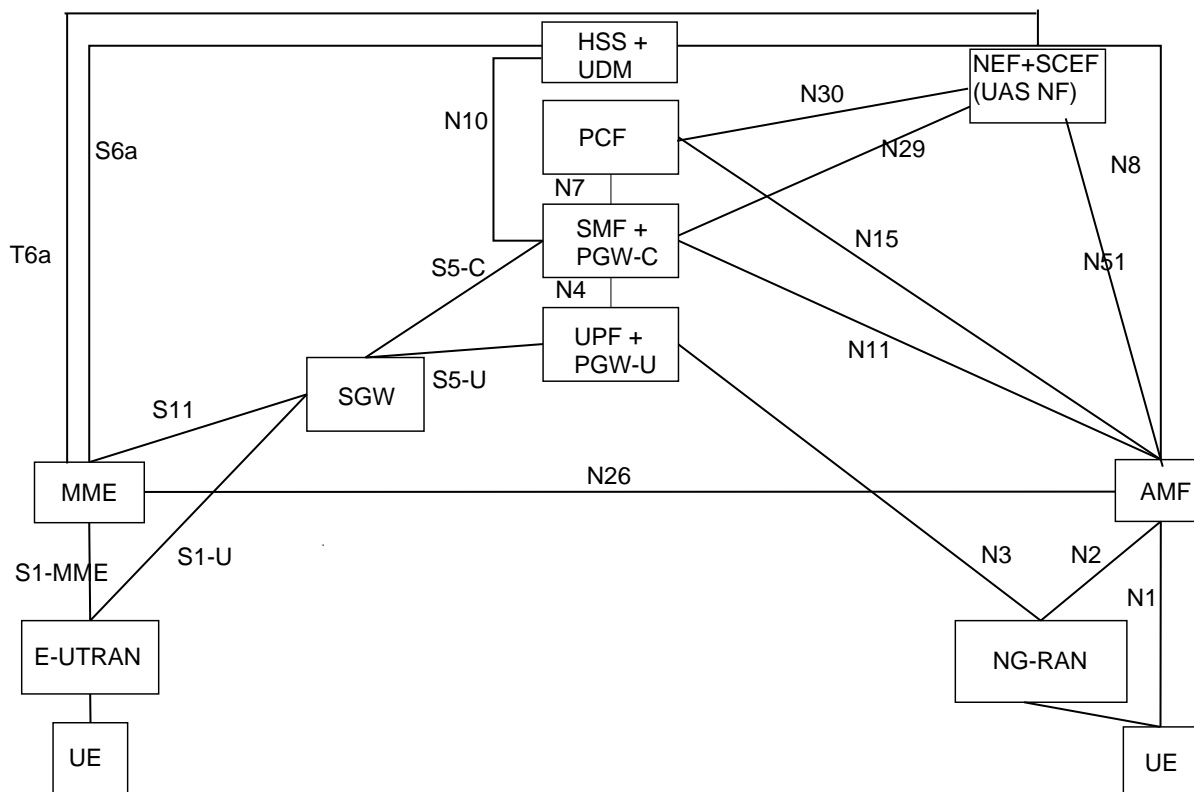 HSS +
UDM
NEF+SCEF
(UAS NF)
N30
N10
PCF
S6a
N29
N8
N7
T6a
SMF +
PGW-C
N15
S5-C
N51
N4
UPF +
PGW-U
N11
S5-U
SGW
S11
MME
N26
AMF
S1-U
N3
N2
S1-MME
N1
E-UTRAN
NG-RAN
UE
UE